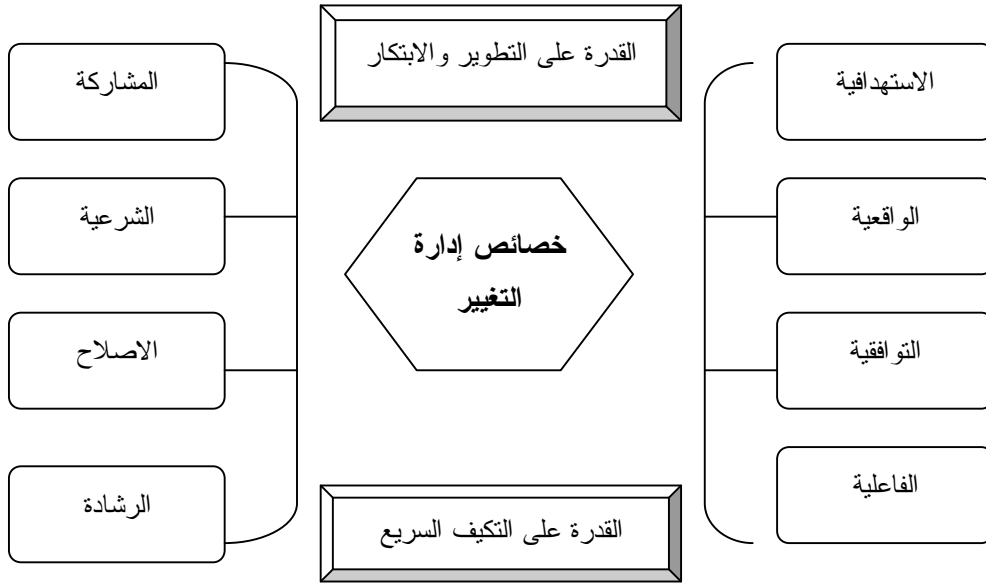 القدرة على التطوير والابتكار
الاستهدافية
الواقعية
التوافقية
الفاعلية
خصائص إدارة
التغيير
المشاركة
الشرعية
الاصلاح
الرشادة
القدرة على التكيف السريع